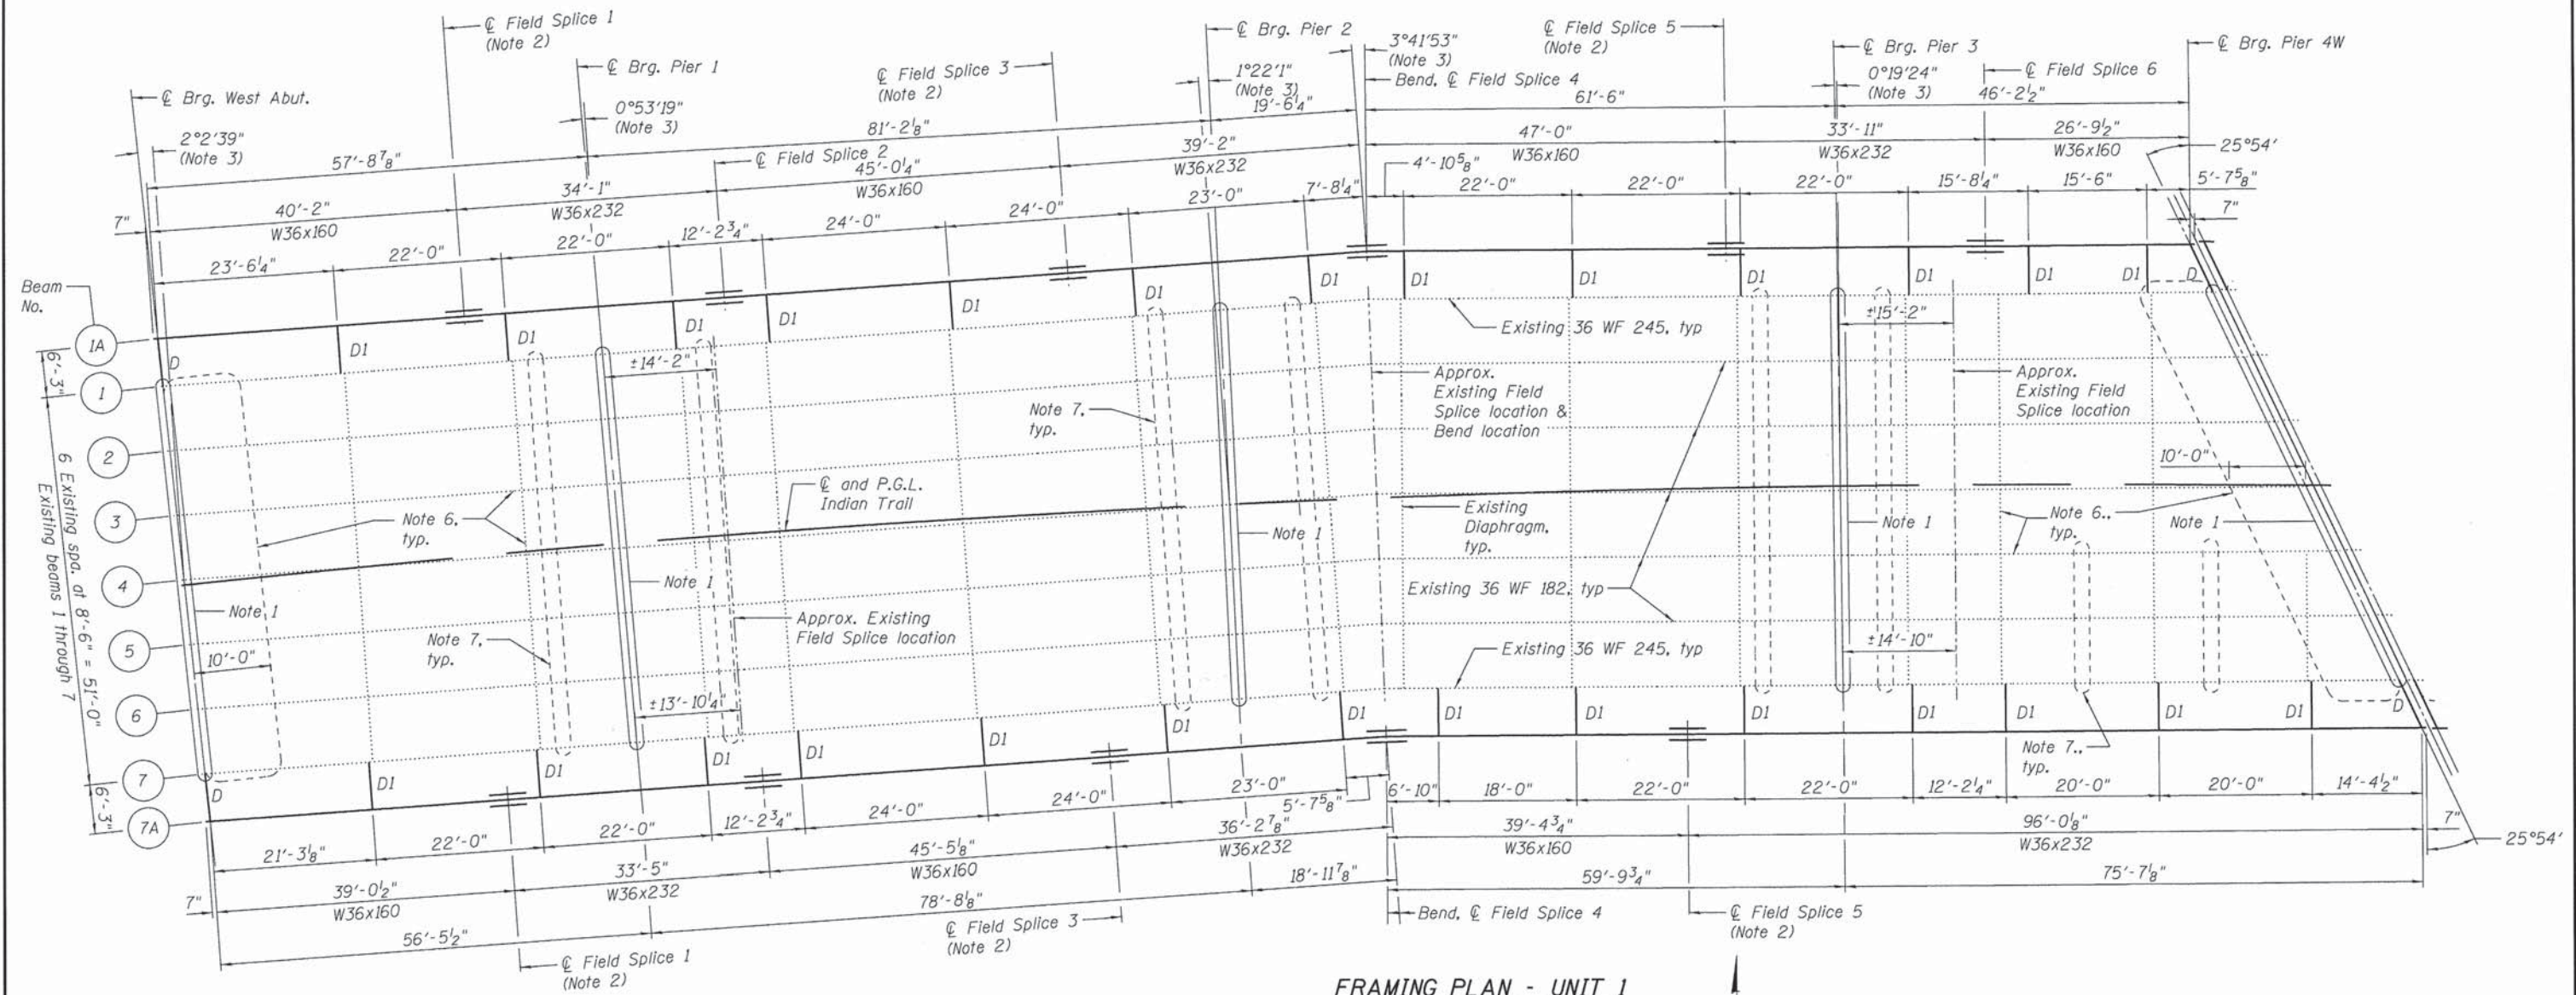 ℄ Field Splice 1
(Note 2)
℄ Brg. Pier 2
℄ Field Splice 5
(Note 2)
3°41'53"
(Note 3)
Bend, ℄ Field Splice 4
℄ Brg. Pier 3
0°19'24"
(Note 3)
℄ Brg. Pier 4W
℄ Field Splice 6
℄ Brg. Pier 1
℄ Field Splice 3
(Note 2)
1°22'1"
(Note 3)
19'-6¼"
61'-6"
46'-2½"
℄ Brg. West Abut.
0°53'19"
(Note 3)
81'-2⅛"
2°2'39"
(Note 3)
57'-8⅞"
℄ Field Splice 2
39'-2"
W36x232
47'-0"
W36x160
33'-11"
W36x232
26'-9½"
W36x160
25°54'
45'-0¼"
W36x160
34'-1"
W36x232
40'-2"
W36x160
7"
4'-10⅝"
22'-0"
22'-0"
22'-0"
15'-8¼"
15'-6"
5'-7⅝"
7"
23'-6¼"
22'-0"
22'-0"
12'-2¾"
24'-0"
24'-0"
23'-0"
7'-8¼"
Beam
No.
1A
D
D1
D1
D1
D1
D1
D1
D1
D1
D1
D1
D1
D1
D1
D
6'-3"
1
2
3
4
5
6
7
6'-3"
7A
6 Existing spa. at 8'-6" = 51'-0"
Existing beams 1 through 7
±14'-2"
Existing 36 WF 245, typ
±15'-2"
Approx.
Existing Field
Splice location &
Bend location
Approx.
Existing Field
Splice location
Note 7,
typ.
10'-0"
℄ and P.G.L.
Indian Trail
Note 6,
typ.
Note 1
Existing
Diaphragm,
typ.
Note 1
Note 6.,
typ.
Note 1
Note 1
Note 1
Existing 36 WF 182, typ
Approx. Existing
Field Splice location
Note 7,
typ.
10'-0"
±14'-10"
Existing 36 WF 245, typ
±13'-10¼"
D
D1
D1
D1
D1
D1
D1
D1
D1
D1
D1
D1
D1
D1
D1
D
Note 7.,
typ.
21'-3⅛"
22'-0"
22'-0"
12'-2¾"
24'-0"
24'-0"
23'-0"
5'-7⅝"
6'-10"
18'-0"
22'-0"
22'-0"
12'-2¼"
20'-0"
20'-0"
14'-4½"
7"
39'-0½"
W36x160
33'-5"
W36x232
45'-5⅛"
W36x160
36'-2⅞"
W36x232
39'-4¾"
W36x160
96'-0⅛"
W36x232
7"
25°54'
56'-5½"
78'-8⅛"
18'-11⅞"
59'-9¾"
75'-7⅛"
℄ Field Splice 1
(Note 2)
℄ Field Splice 3
(Note 2)
Bend, ℄ Field Splice 4
℄ Field Splice 5
(Note 2)
FRAMING PLAN - UNIT 1